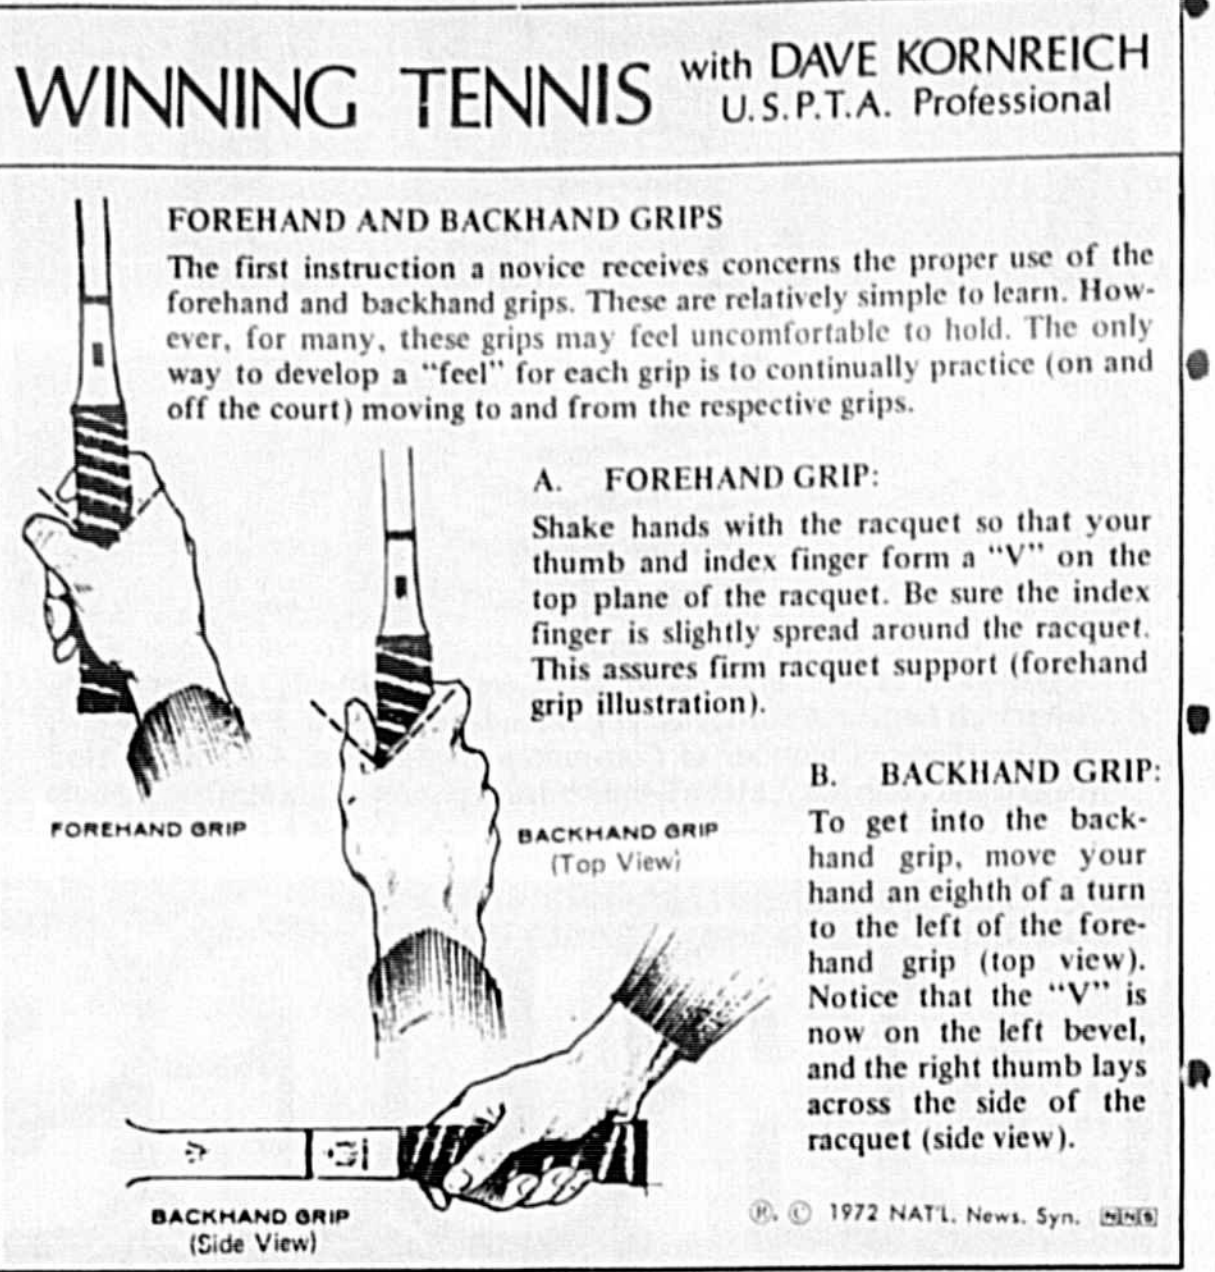 WINNING TENNIS with DAVE KORNREICH
U.S.P.T.A. Professional
FOREHAND AND BACKHAND GRIPS
The first instruction a novice receives concerns the proper use of the
forehand and backhand grips. These are relatively simple to learn. How-
ever, for many, these grips may feel uncomfortable to hold. The only
way to develop a "feel" for each grip is to continually practice (on and
off the court) moving to and from the respective grips.
A. FOREHAND GRIP:
Shake hands with the racquet so that your
thumb and index finger form a "V" on the
top plane of the racquet. Be sure the index
finger is slightly spread around the racquet.
This assures firm racquet support (forehand
grip illustration).
FOREHAND GRIP
BACKHAND GRIP
(Top View)
B. BACKHAND GRIP:
To get into the back-
hand grip, move your
hand an eighth of a turn
to the left of the fore-
hand grip (top view).
Notice that the "V" is
now on the left bevel,
and the right thumb lays
across the side of the
racquet (side view).
BACKHAND GRIP
(Side View)
®, © 1972 NAT'L. News. Syn. NNS